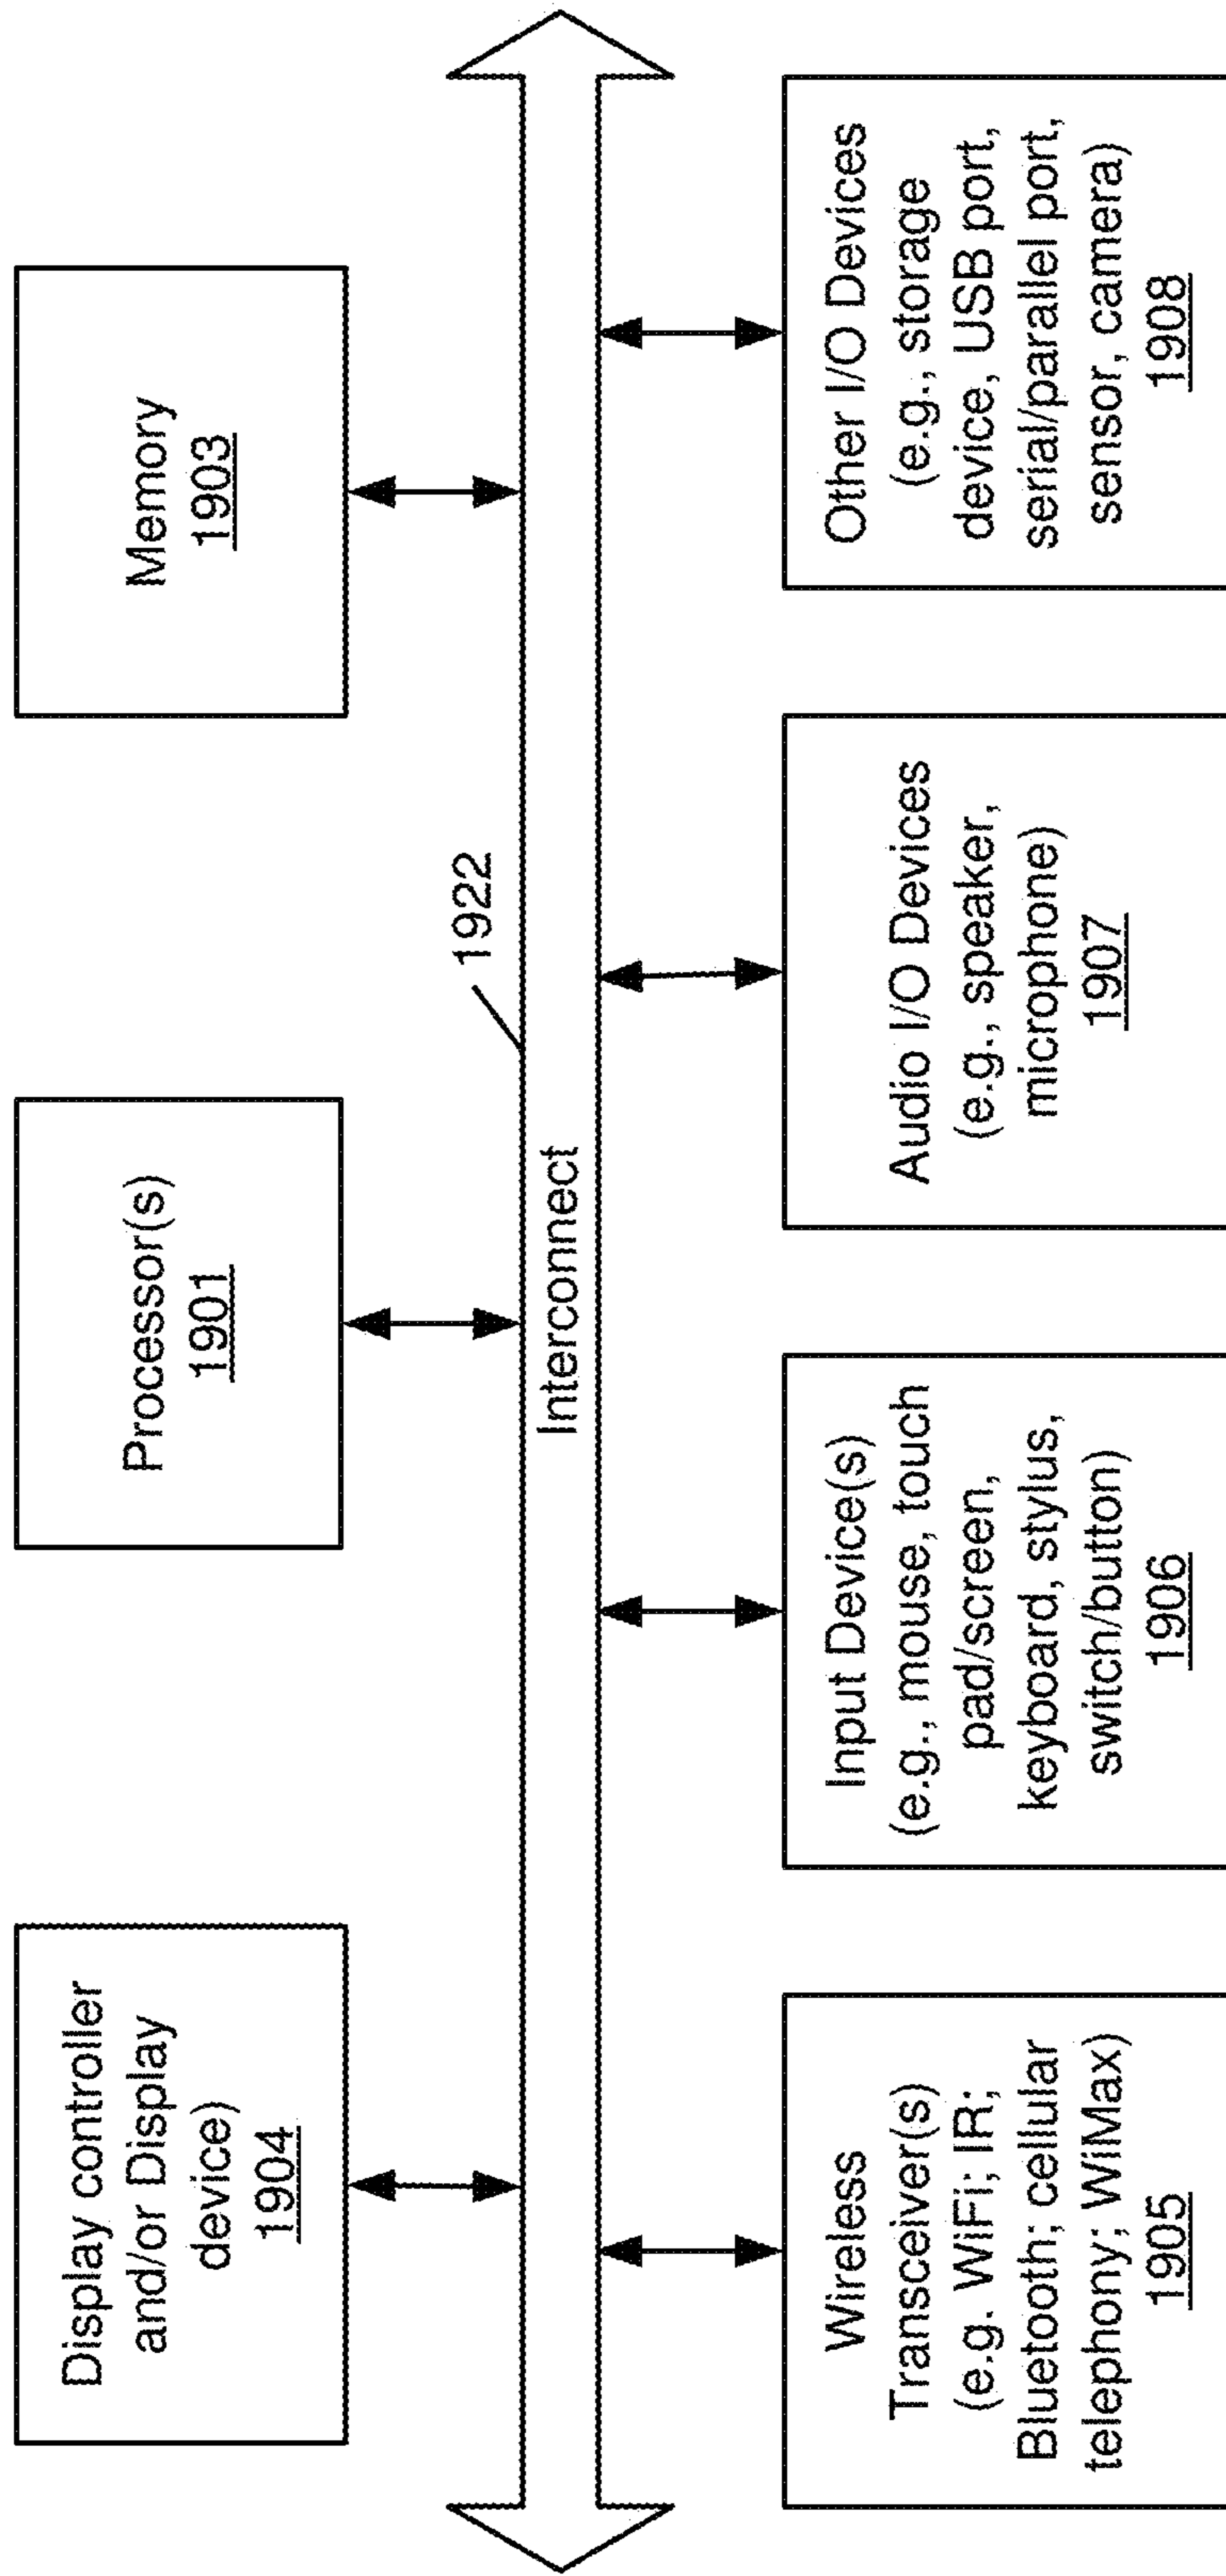 Display controller
and/or Display
device)
1904
Processor(s)
1901
Memory
1903
1922
Interconnect
Wireless
Transceiver(s)
(e.g. WiFi; IR;
Bluetooth; cellular
telephony; WiMax)
1905
Input Device(s)
(e.g., mouse, touch
pad/screen,
keyboard, stylus,
switch/button)
1906
Audio I/O Devices
(e.g., speaker,
microphone)
1907
Other I/O Devices
(e.g., storage
device, USB port,
serial/parallel port,
sensor, camera)
1908